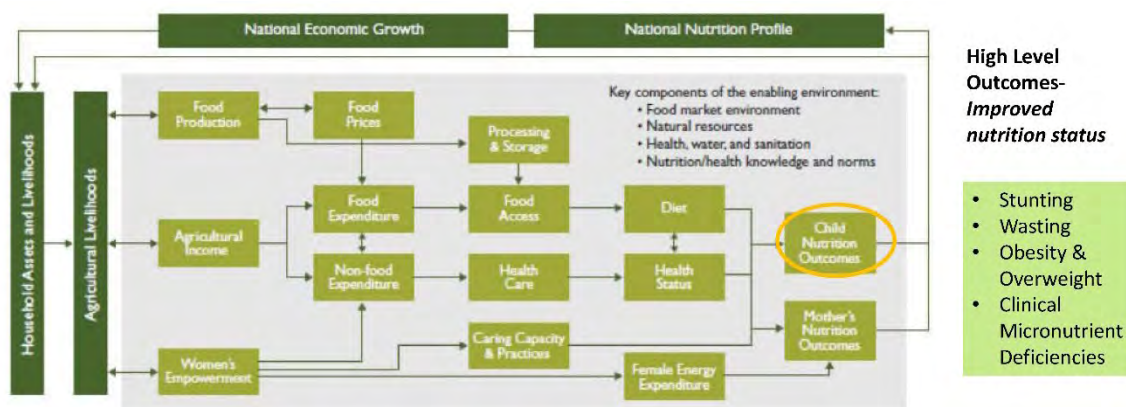 National Economic Growth
National Nutrition Profile
Household Assets and Livelihoods
Agricultural Livelihoods
Food
Production
Food
Prices
Processing
& Storage
Key components of the enabling environment:
• Food market environment
• Natural resources
• Health, water, and sanitation
• Nutrition/health knowledge and norms
Agricultural
Income
Food
Expenditure
Food
Access
Diet
Child
Nutrition
Outcomes
Non-food
Expenditure
Health
Care
Health
Status
Women's
Empowerment
Caring Capacity
& Practices
Female Energy
Expenditure
Mother's
Nutrition
Outcomes
High Level
Outcomes-
Improved
nutrition status
• Stunting
• Wasting
• Obesity &
Overweight
• Clinical
Micronutrient
Deficiencies